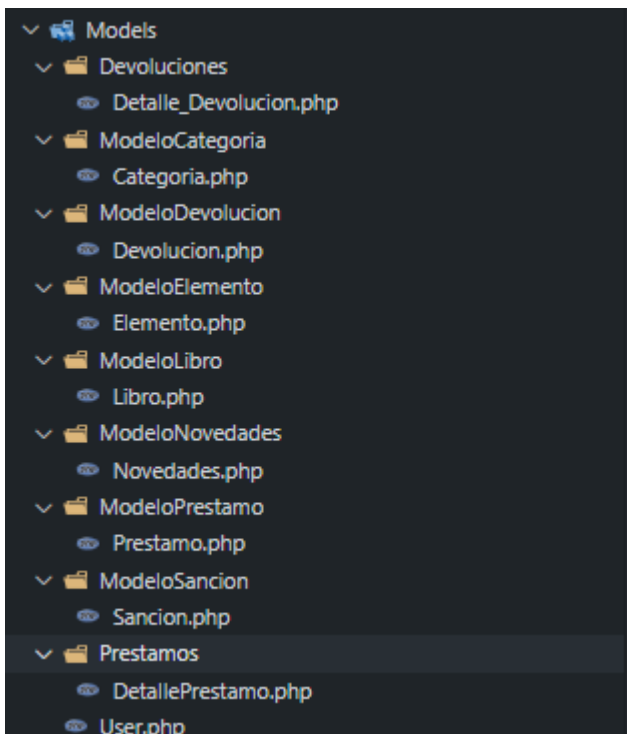 Models
Devoluciones
Detalle_Devolucion.php
ModeloCategoria
Categoria.php
ModeloDevolucion
Devolucion.php
ModeloElemento
Elemento.php
ModeloLibro
Libro.php
ModeloNovedades
Novedades.php
ModeloPrestamo
Prestamo.php
ModeloSancion
Sancion.php
Prestamos
DetallePrestamo.php
User.php